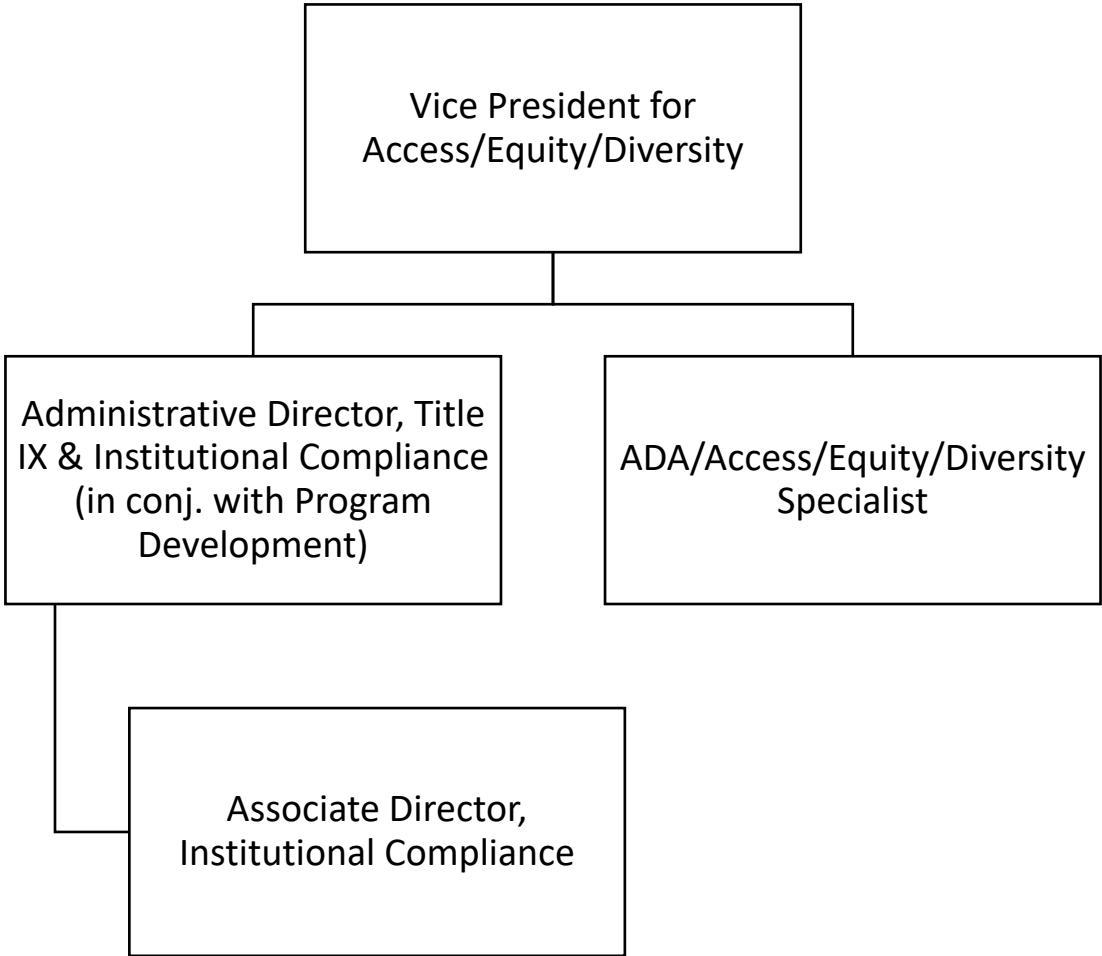 Vice President for
Access/Equity/Diversity
Administrative Director, Title
IX & Institutional Compliance
(in conj. with Program
Development)
ADA/Access/Equity/Diversity
Specialist
Associate Director,
Institutional Compliance